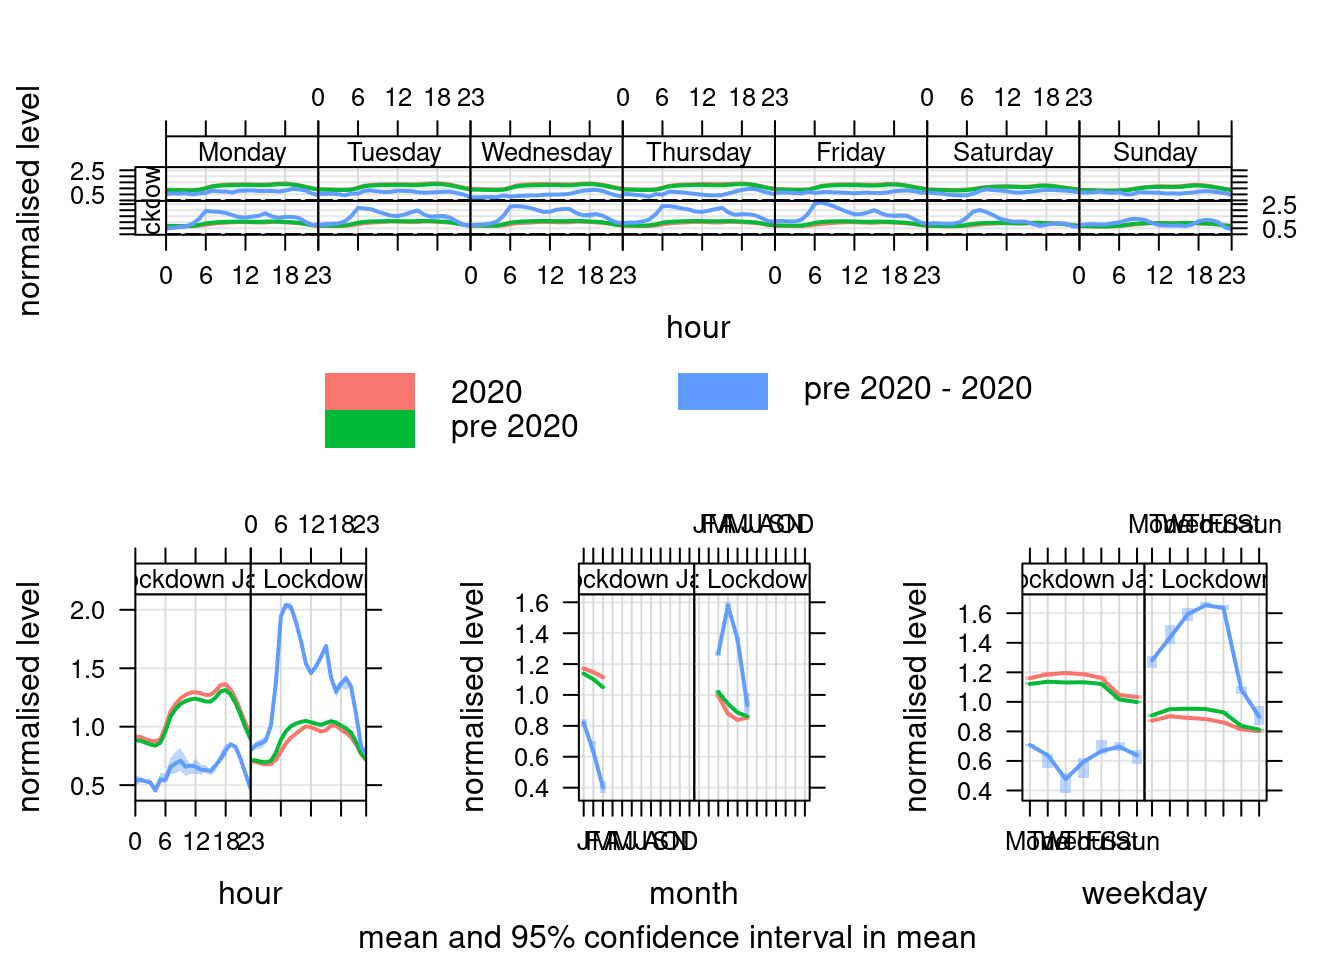 0 6 12 18 23 0 6 12 18 23 0 6 12 18 23
Monday Tuesday Wednesday Thursday Friday Saturday Sunday
normalised level
2.5
0.5
ckdow
ckdow
2.5
0.5
0 6 12 18 23 0 6 12 18 23 0 6 12 18 23 0 6 12 18 23
hour
2020
pre 2020
pre 2020 - 2020
0 6 12 18 23
ockdown Ja : Lockdown
normalised level
2.0
1.5
1.0
0.5
0 6 12 18 23
hour
ockdown Ja : Lockdown
normalised level
1.6
1.4
1.2
1.0
0.8
0.6
0.4
month
ockdown Ja : Lockdown
normalised level
1.6
1.4
1.2
1.0
0.8
0.6
0.4
weekday
mean and 95% confidence interval in mean